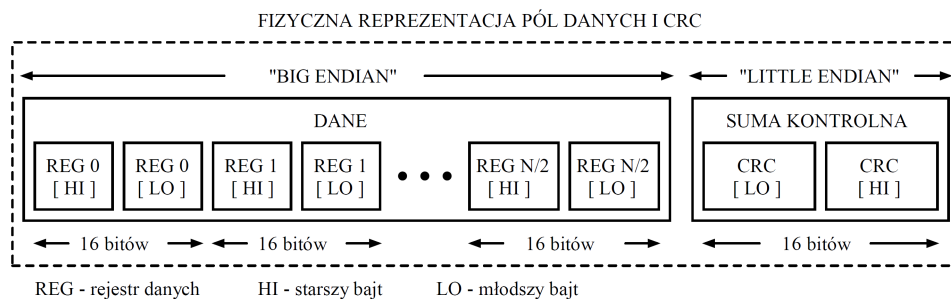 FIZYCZNA REPREZENTACJA PÓL DANYCH I CRC
"BIG ENDIAN" "LITTLE ENDIAN"
DANE SUMA KONTROLNA
REG 0 REG 0 REG 1 REG 1 REG N/2 REG N/2 CRC CRC
[ HI ] [ LO ] [ HI ] [ LO ] [ HI ] [ LO ] [ LO ] [ HI ]
16 bitów 16 bitów 16 bitów 16 bitów
REG - rejestr danych HI - starszy bajt LO - młodszy bajt